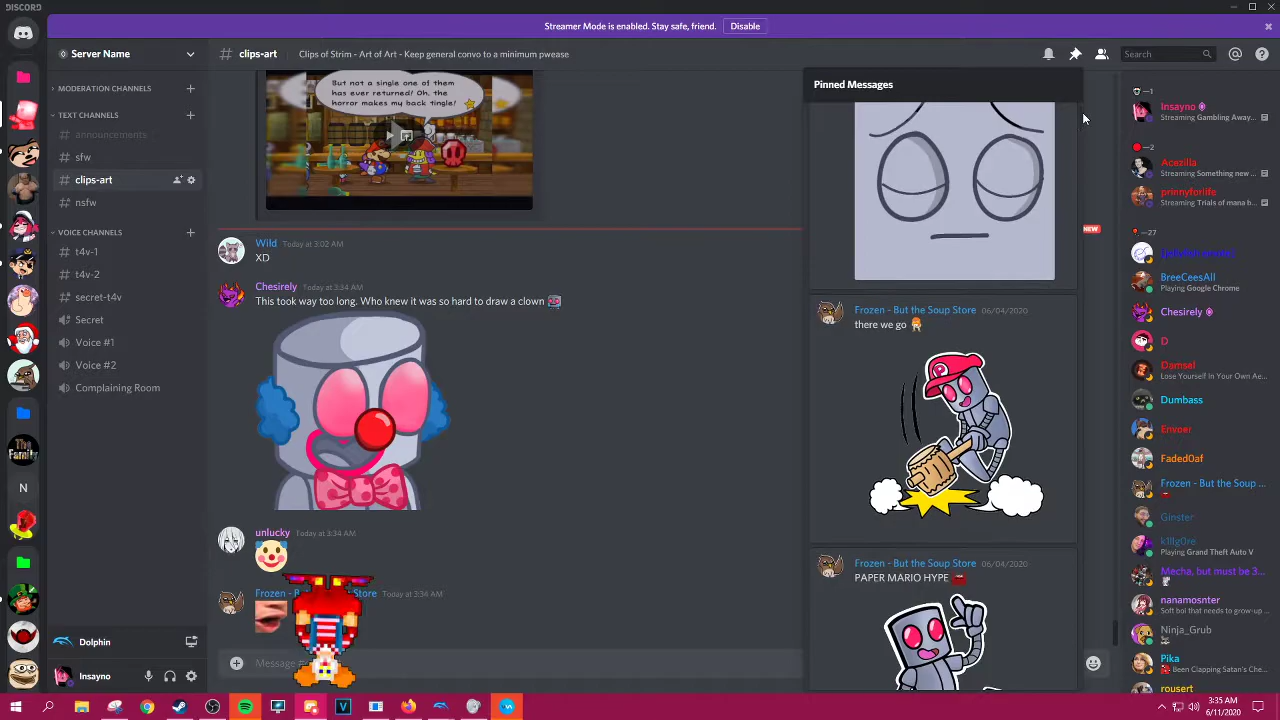 DISCORD
Streamer Mode is enabled. Stay safe, friend. Disable
Server Name
MODERATION CHANNELS
TEXT CHANNELS
announcements
sfw
clips-art
nsfw
VOICE CHANNELS
t4v-1
t4v-2
secret-t4v
Secret
Voice #1
Voice #2
Complaining Room
N
Dolphin
Insayno
clips-art
Clips of Strim - Art of Art - Keep general convo to a minimum pwease
Search
But not a single one of them
has ever returned! Oh, the
horror makes my back tingle!
NEW
Wild Today at 3:02 AM
XD
Chesirely Today at 3:34 AM
This took way too long. Who knew it was so hard to draw a clown
unlucky Today at 3:34 AM
Frozen - B Store Today at 3:34 AM
Message #
Pinned Messages
Frozen - But the Soup Store 06/04/2020
there we go
P
Frozen - But the Soup Store 06/04/2020
PAPER MARIO HYPE
—1
Insayno
Streaming Gambling Away...
—2
Acezilla
Streaming Something new ...
prinnyforlife
Streaming Trials of mana b...
—27
BreeCeesAll
Playing Google Chrome
Chesirely
D
Damsal
Lose Yourself In Your Own Ae...
Dumbass
Envoer
Faded0af
Frozen - But the Soup ...
Ginster
k1llg0re
Playing Grand Theft Auto V
Mecha, but must be 3...
nanamosnter
Soft boi that needs to grow-up ...
Ninja_Grub
Pika
Been Clapping Satan's Che...
rousert
3:35 AM
6/11/2020